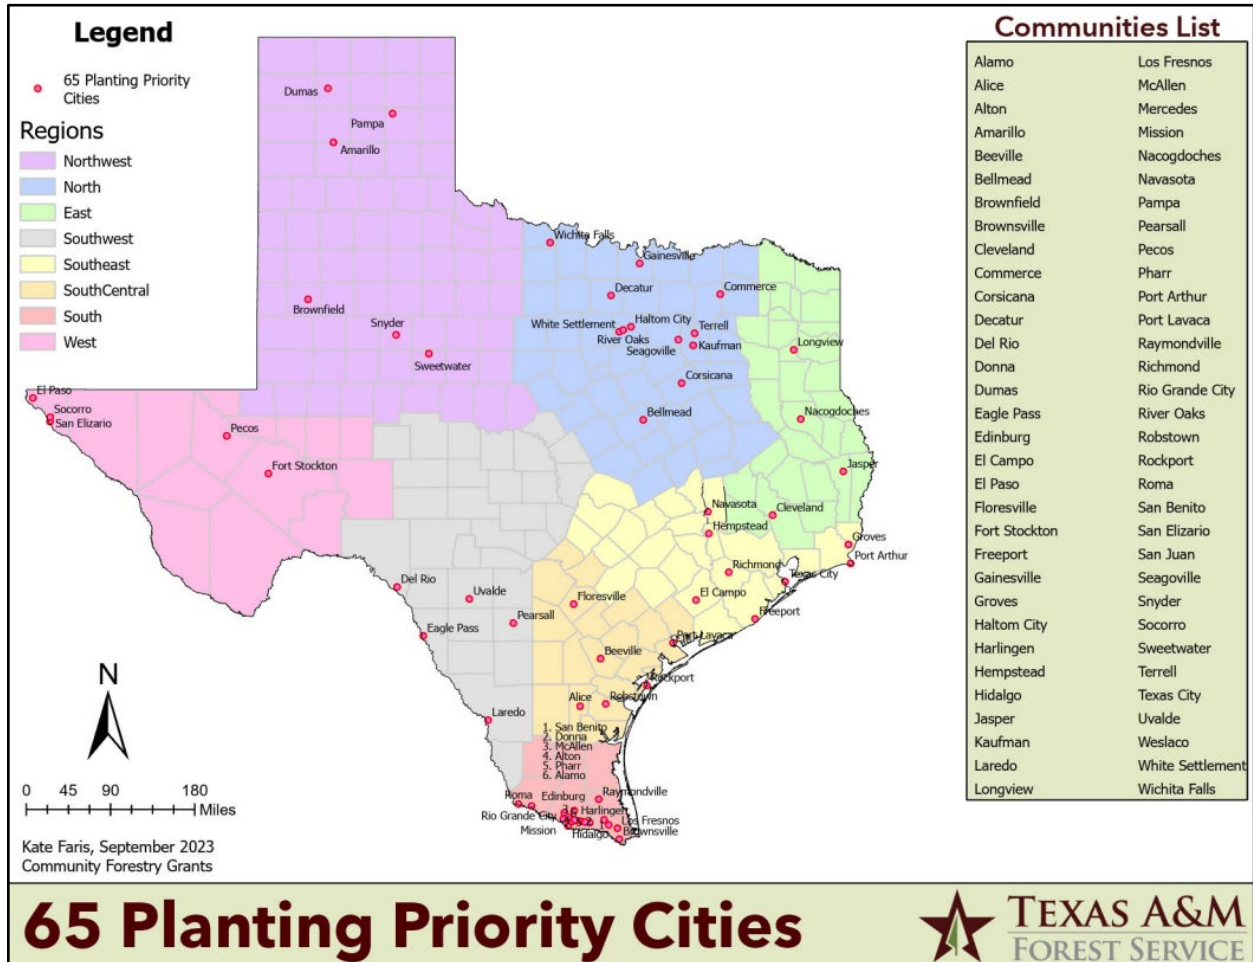 Legend
65 Planting Priority
Cities
Regions
Northwest
North
East
Southwest
Southeast
SouthCentral
South
West
Communities List
Alamo
Alice
Alton
Amarillo
Beeville
Bellmead
Brownfield
Brownsville
Cleveland
Commerce
Corsicana
Decatur
Del Rio
Donna
Dumas
Eagle Pass
Edinburg
El Campo
El Paso
Floresville
Fort Stockton
Freeport
Gainesville
Groves
Haltom City
Harlingen
Hempstead
Hidalgo
Jasper
Kaufman
Laredo
Longview
Los Fresnos
McAllen
Mercedes
Mission
Nacogdoches
Navasota
Pampa
Pearsall
Pecos
Pharr
Port Arthur
Port Lavaca
Raymondville
Richmond
Rio Grande City
River Oaks
Robstown
Rockport
Roma
San Benito
San Elizario
San Juan
Seagoville
Snyder
Socorro
Sweetwater
Terrell
Texas City
Uvalde
Weslaco
White Settlement
Wichita Falls
Dumas
Pampa
Amarillo
Wichita Falls
Gainesville
Decatur
Commerce
Brownfield
Snyder
Sweetwater
White Settlement
Haltom City
River Oaks
Terrell
Seagoville
Kaufman
Longview
Corsicana
El Paso
Socorro
San Elizario
Bellmead
Nacogdoches
Pecos
Fort Stockton
Jasper
Navasota
Hempstead
Cleveland
Groves
Port Arthur
Richmond
Texas City
Del Rio
Uvalde
Floresville
El Campo
Pearsall
Freeport
Eagle Pass
Port Lavaca
Beeville
Rockport
Alice
Robstown
Laredo
1. San Benito
2. Donna
3. McAllen
4. Alton
5. Pharr
6. Alamo
Roma
Edinburg
Raymondville
Rio Grande City
Harlingen
Mission
Hidalgo
Los Fresnos
Brownsville
N
0 45 90 180
Miles
Kate Faris, September 2023
Community Forestry Grants
65 Planting Priority Cities
TEXAS A&M
FOREST SERVICE